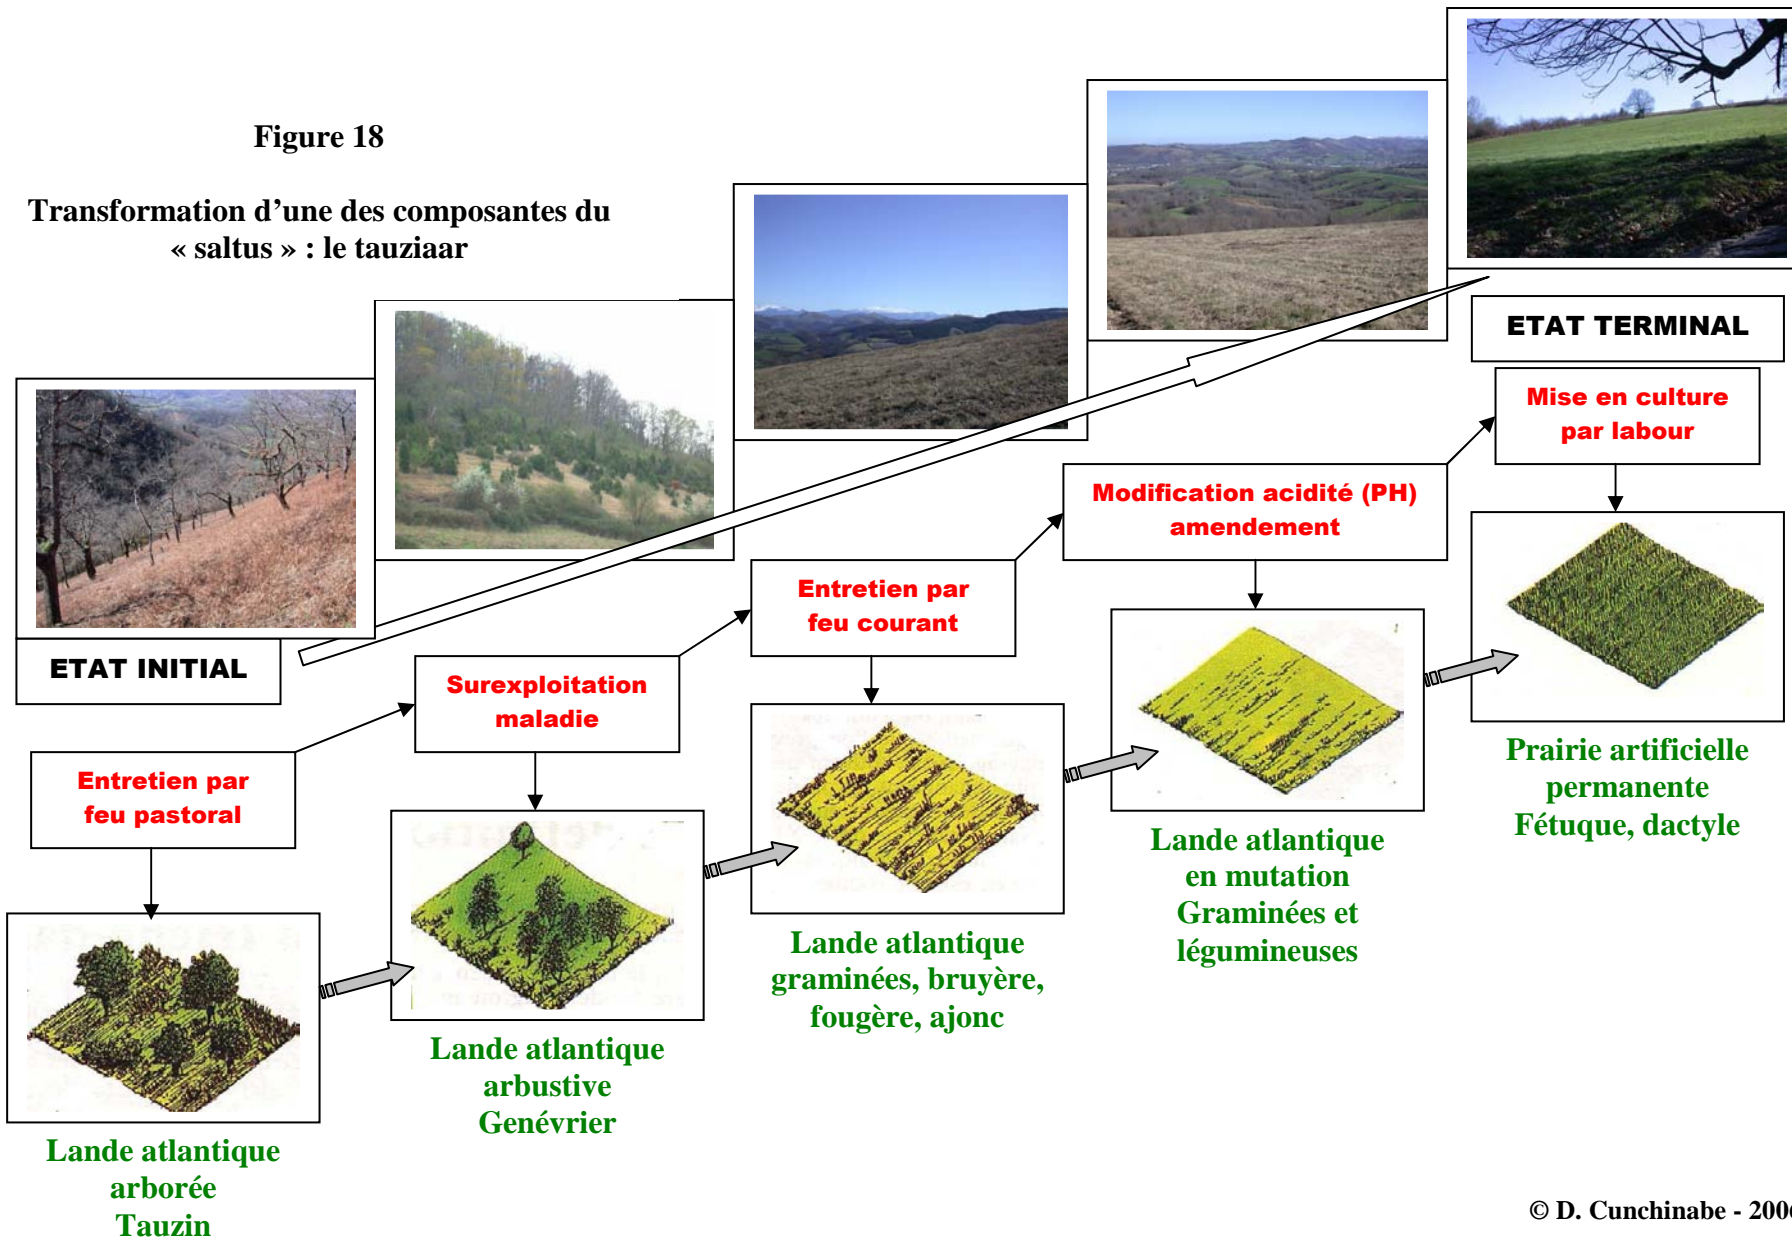 Figure 18
Transformation d’une des composantes du
« saltus » : le tauziaar
ETAT INITIAL
ETAT TERMINAL
Entretien par
feu pastoral
Surexploitation
maladie
Entretien par
feu courant
Modification acidité (PH)
amendement
Mise en culture
par labour
Lande atlantique
arborée
Tauzin
Lande atlantique
arbustive
Genévrier
Lande atlantique
graminées, bruyère,
fougère, ajonc
Lande atlantique
en mutation
Graminées et
légumineuses
Prairie artificielle
permanente
Fétuque, dactyle
© D. Cunchinabe - 2006